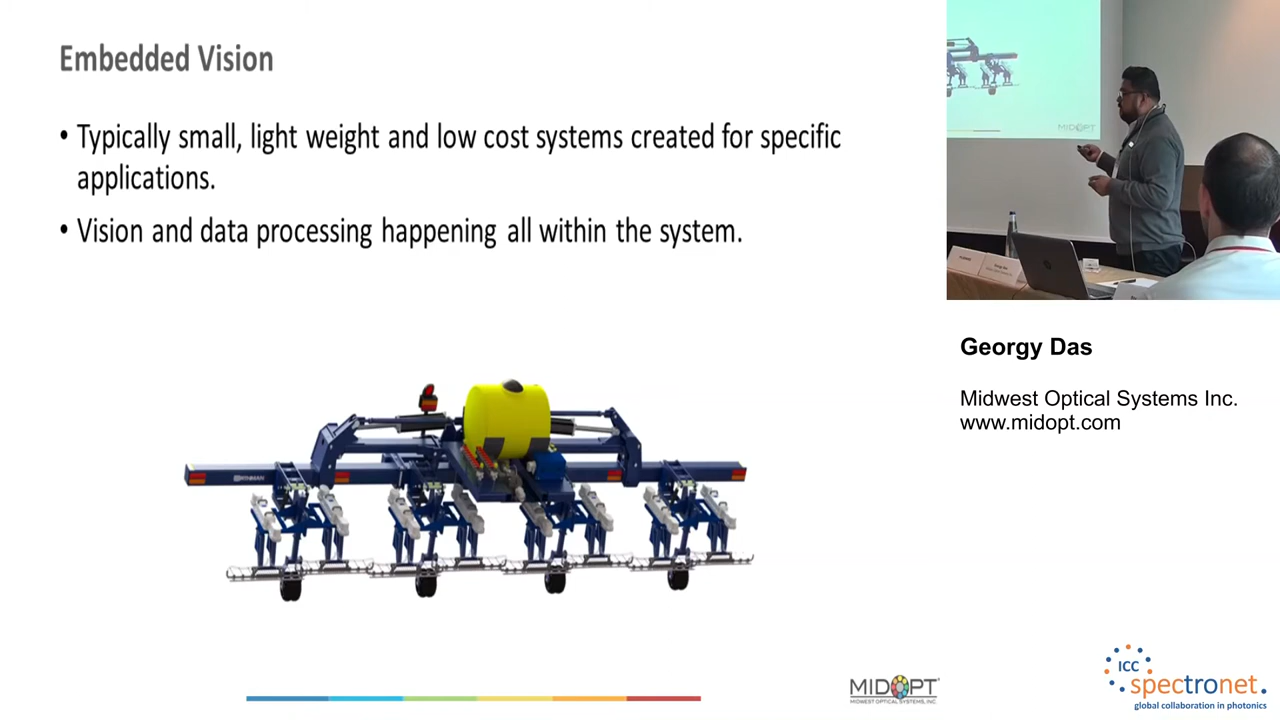 Embedded Vision
• Typically small, light weight and low cost systems created for specific
applications.
• Vision and data processing happening all within the system.
MIDOPT
Georgy Das
Midwest Optical Systems Inc.
www.midopt.com
MIDOPT
MIDWEST OPTICAL SYSTEMS, INC.
ICC
spectronet.
global collaboration in photonics